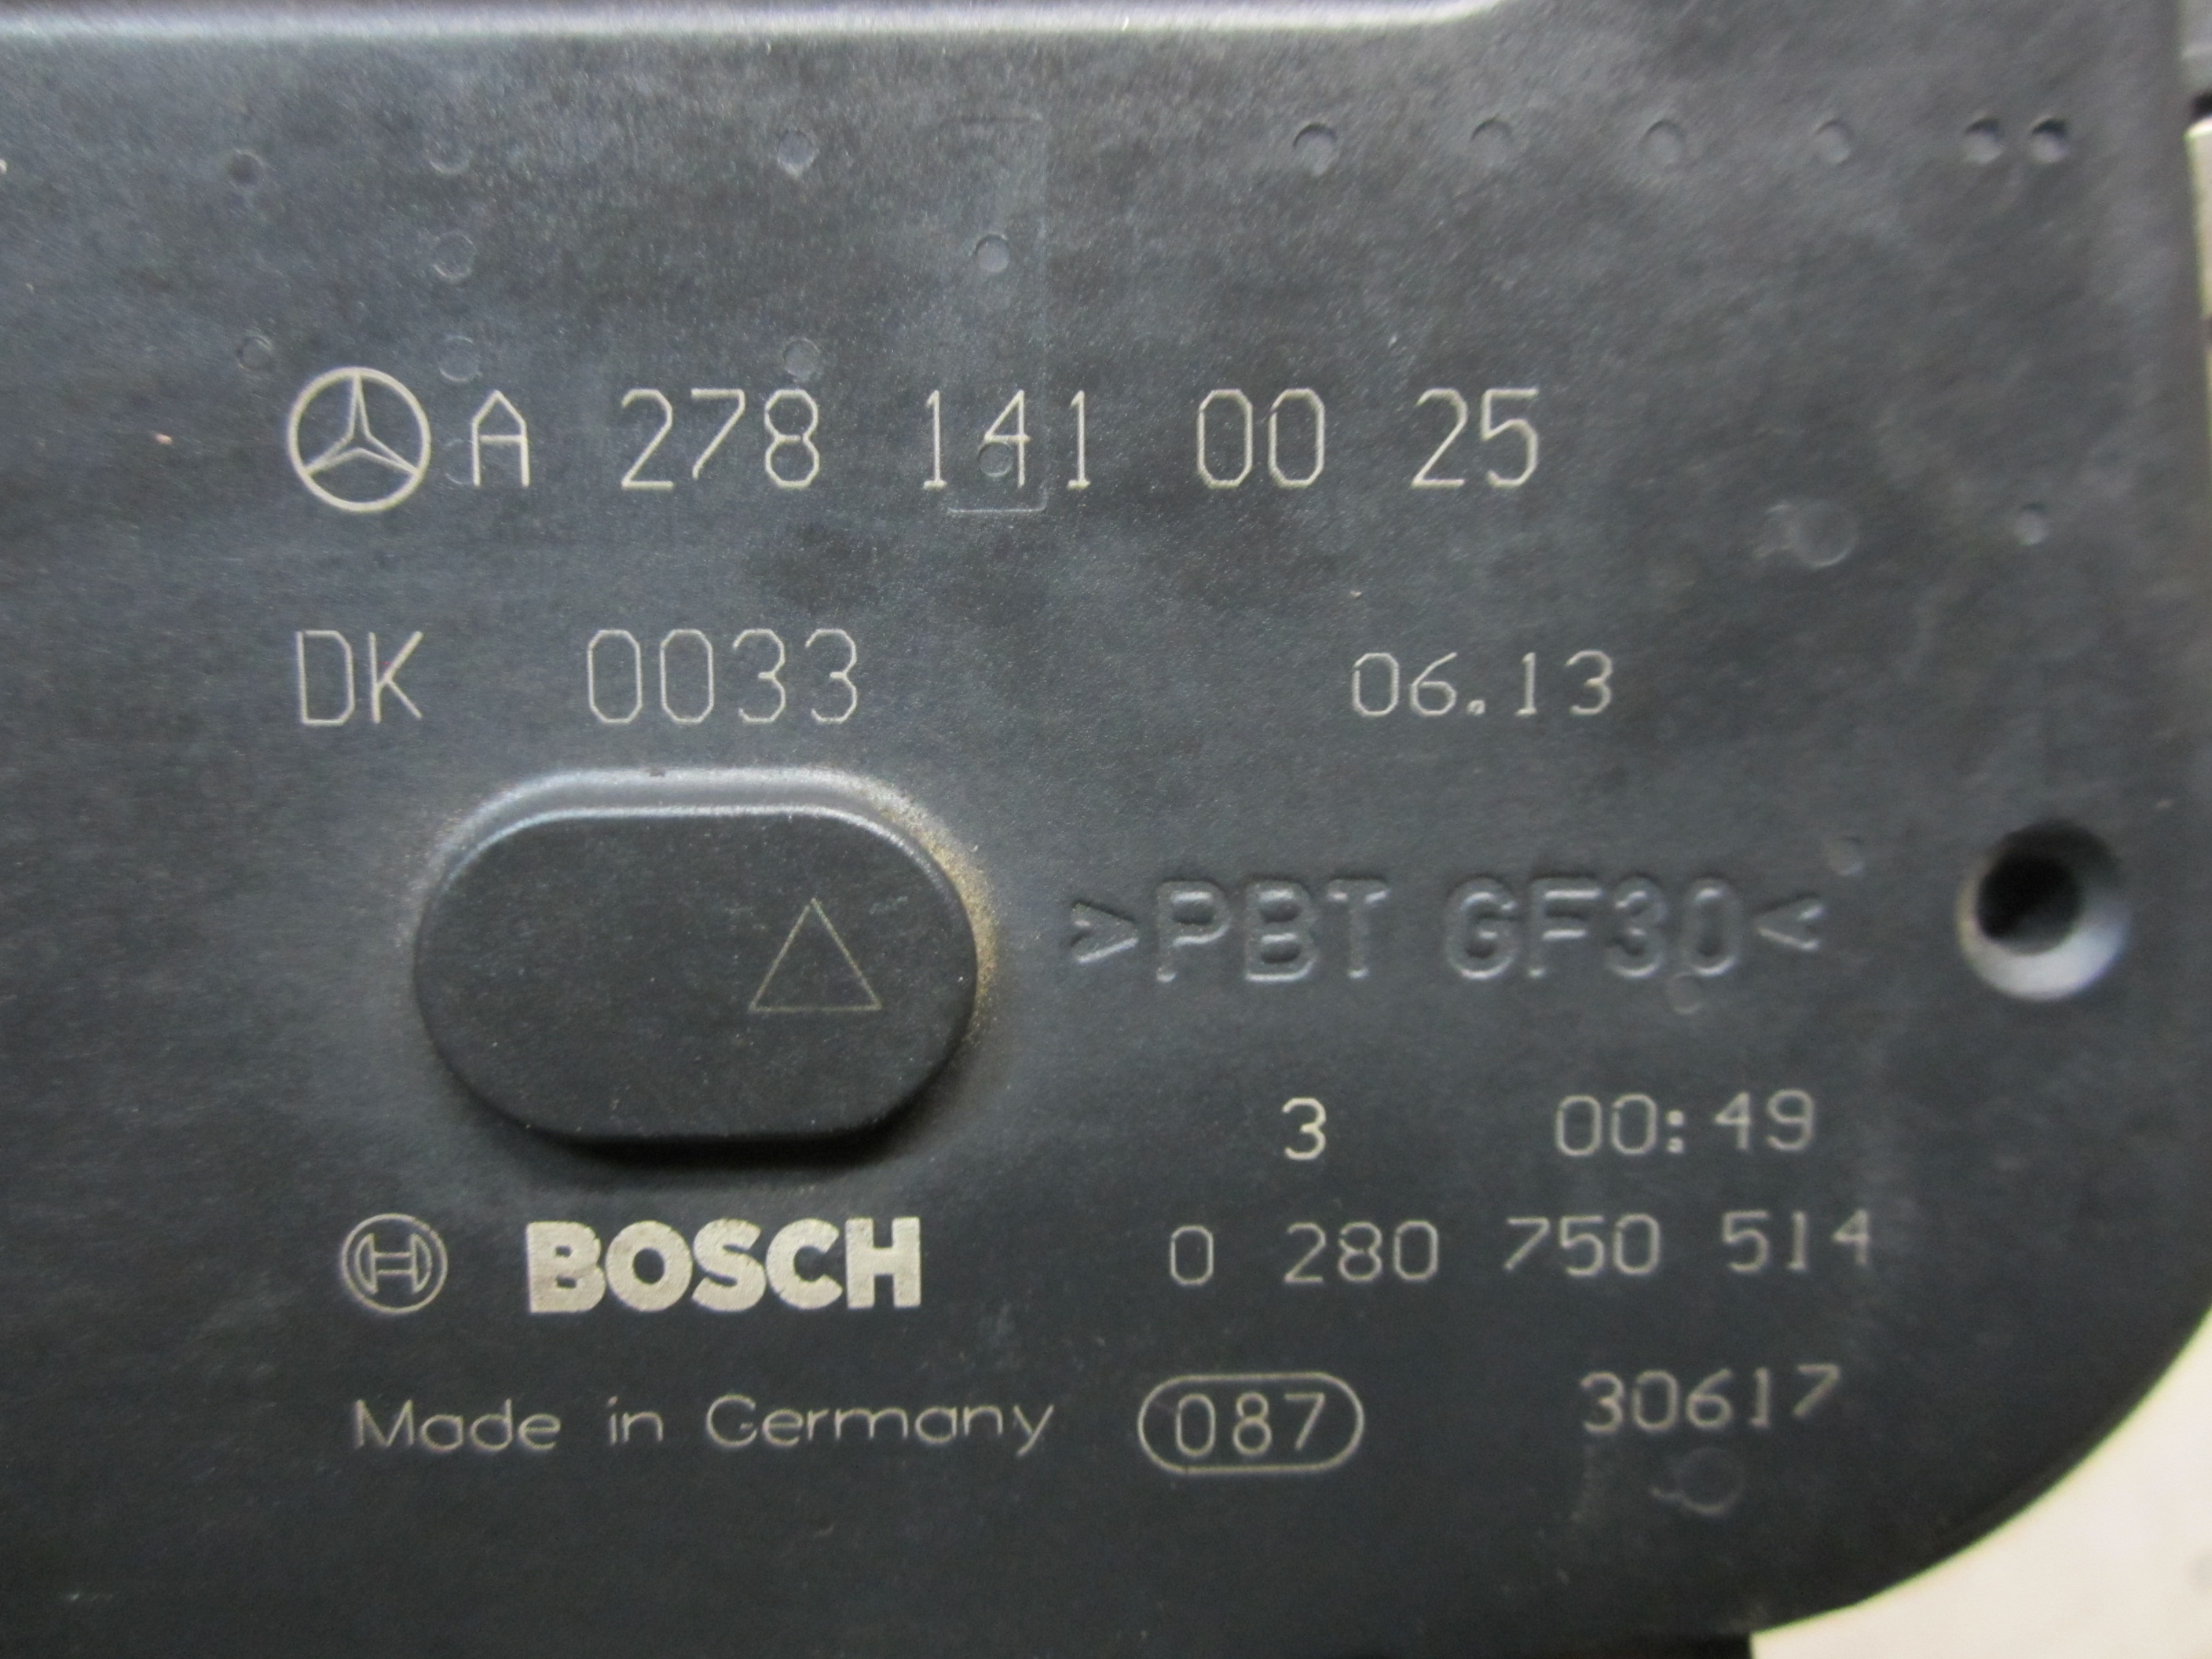 A 278 141 00 25
DK 0033 06.13
>PBT GF30<
3 00:49
BOSCH 0 280 750 514
Made in Germany 087 30617